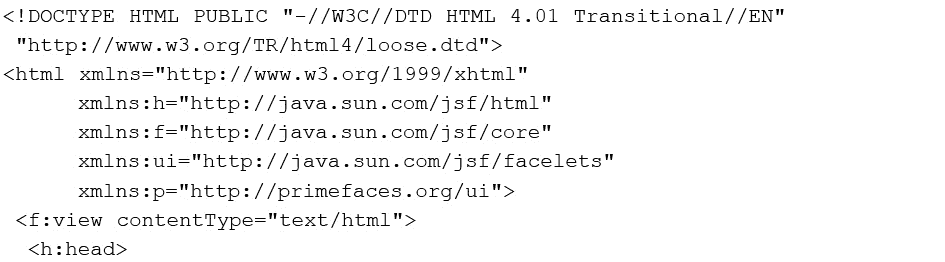 <!DOCTYPE HTML PUBLIC "-//W3C//DTD HTML 4.01 Transitional//EN"
 "http://www.w3.org/TR/html4/loose.dtd">
<html xmlns="http://www.w3.org/1999/xhtml"
      xmlns:h="http://java.sun.com/jsf/html"
      xmlns:f="http://java.sun.com/jsf/core"
      xmlns:ui="http://java.sun.com/jsf/facelets"
      xmlns:p="http://primefaces.org/ui">
 <f:view contentType="text/html">
  <h:head>